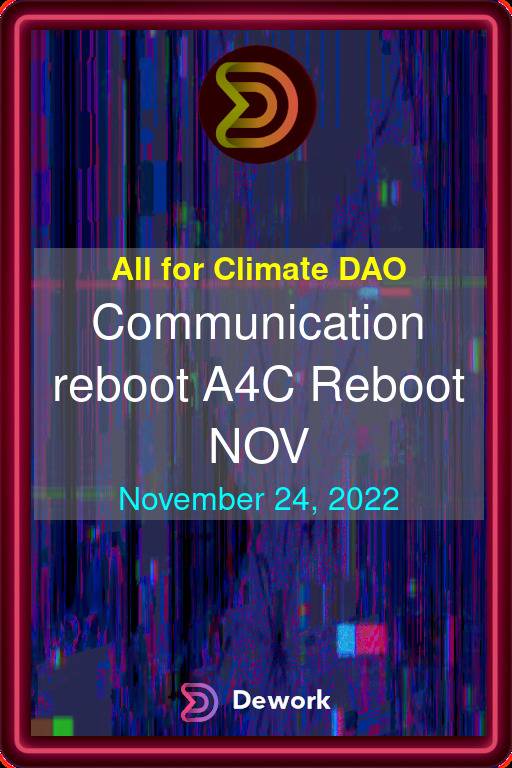 All for Climate DAO
Communication
reboot A4C Reboot
NOV
November 24, 2022
Dework